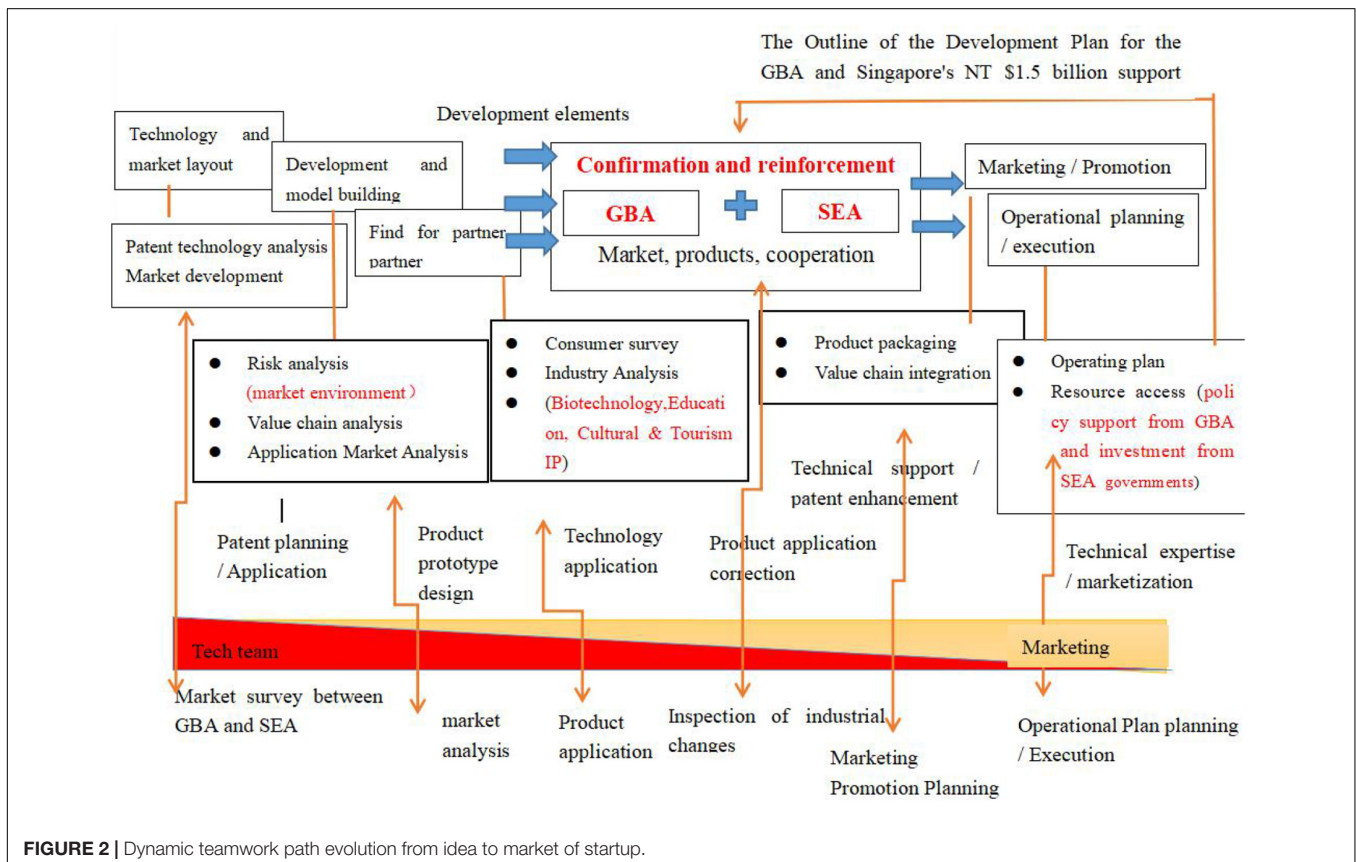 The Outline of the Development Plan for the
GBA and Singapore's NT $1.5 billion support
Development elements
Technology and
market layout
Development and
model building
Find for partner
partner
Patent technology analysis
Market development
Confirmation and reinforcement
GBA
SEA
Market, products, cooperation
Marketing / Promotion
Operational planning
/ execution
● Risk analysis
(market environment）
● Value chain analysis
● Application Market Analysis
● Consumer survey
● Industry Analysis
● (Biotechnology,Educati
on, Cultural & Tourism
IP)
● Product packaging
● Value chain integration
● Operating plan
● Resource access (poli
cy support from GBA
and investment from
SEA governments)
Patent planning
/ Application
Product
prototype
design
Technology
application
Product application
correction
Technical support /
patent enhancement
Technical expertise
/ marketization
Tech team
Marketing
Market survey between
GBA and SEA
market
analysis
Product
application
Inspection of industrial
changes
Marketing
Promotion Planning
Operational Plan planning
/ Execution
FIGURE 2 | Dynamic teamwork path evolution from idea to market of startup.